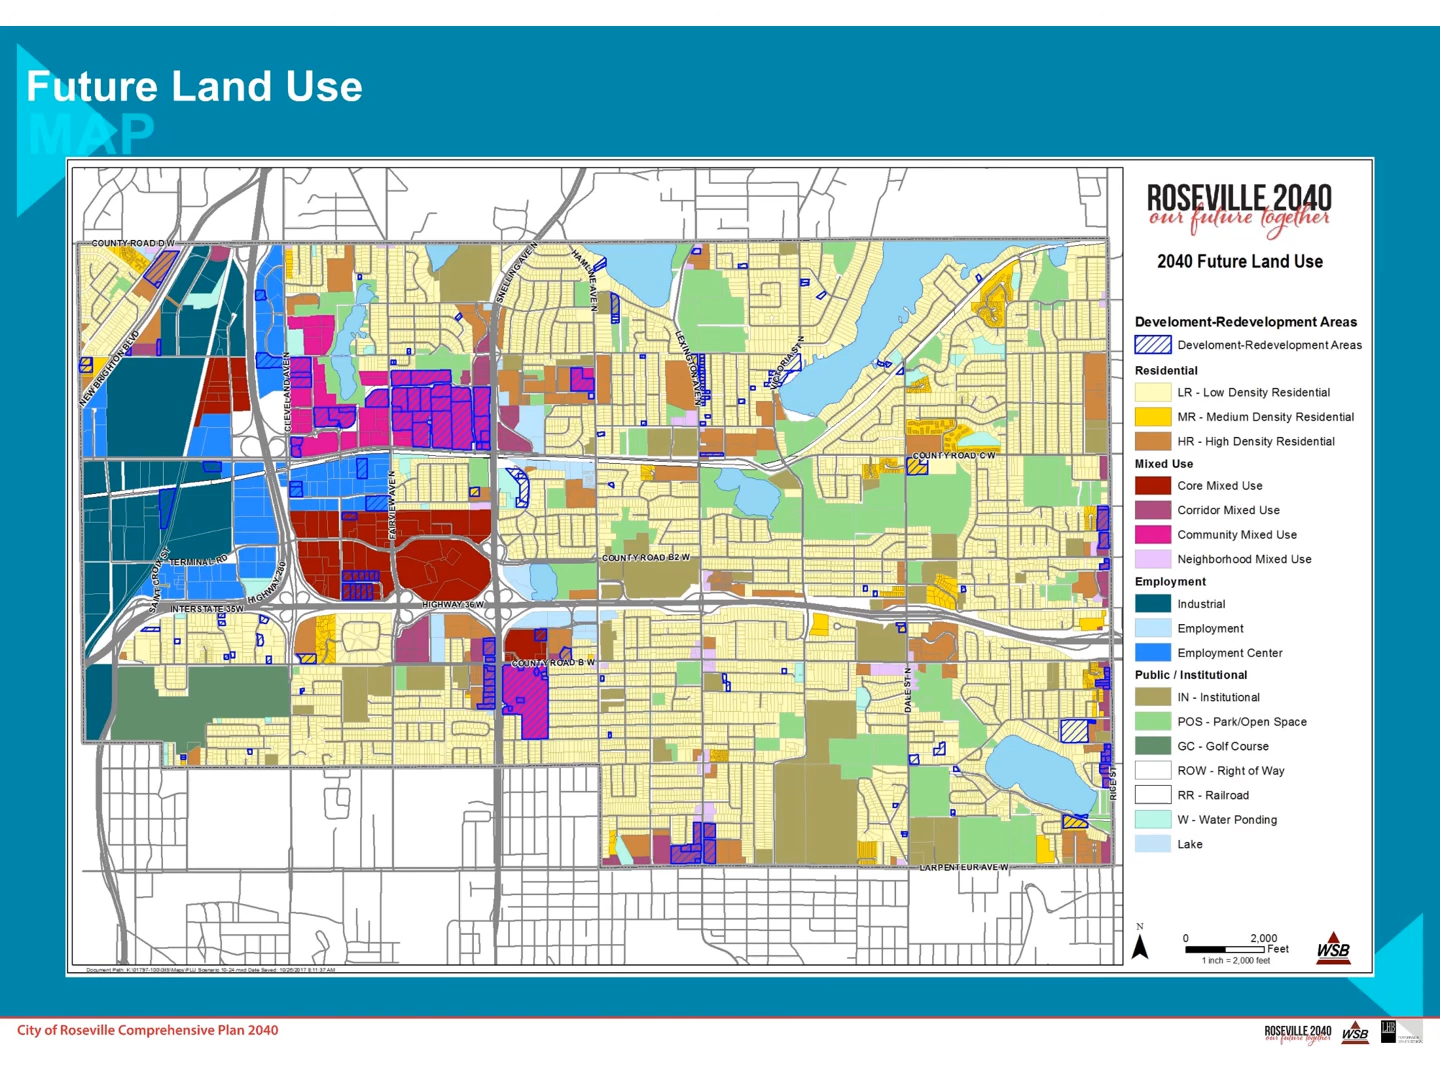 Future Land Use
MAP
ROSEVILLE 2040
our future together
2040 Future Land Use
Develoment-Redevelopment Areas
Develoment-Redevelopment Areas
Residential
LR - Low Density Residential
MR - Medium Density Residential
HR - High Density Residential
Mixed Use
Core Mixed Use
Corridor Mixed Use
Community Mixed Use
Neighborhood Mixed Use
Employment
Industrial
Employment
Employment Center
Public / Institutional
IN - Institutional
POS - Park/Open Space
GC - Golf Course
ROW - Right of Way
RR - Railroad
W - Water Ponding
Lake
COUNTY ROAD D W
NEW BRIGHTON BLVD
CLEVELAND AVE N
SNELLING AVE N
HAMLINE AVE N
LEXINGTON AVE N
VICTORIA ST N
COUNTY ROAD C W
FAIRVIEW AVE N
COUNTY ROAD B2 W
SAINT CROIX ST
TERMINAL RD
HIGHWAY 280
INTERSTATE 35W
HIGHWAY 36 W
COUNTY ROAD B W
DALE ST N
RICE ST
LARPENTEUR AVE W
N
0 2,000
Feet
1 inch = 2,000 feet
WSB
City of Roseville Comprehensive Plan 2040
ROSEVILLE 2040
our future together
WSB
LHB